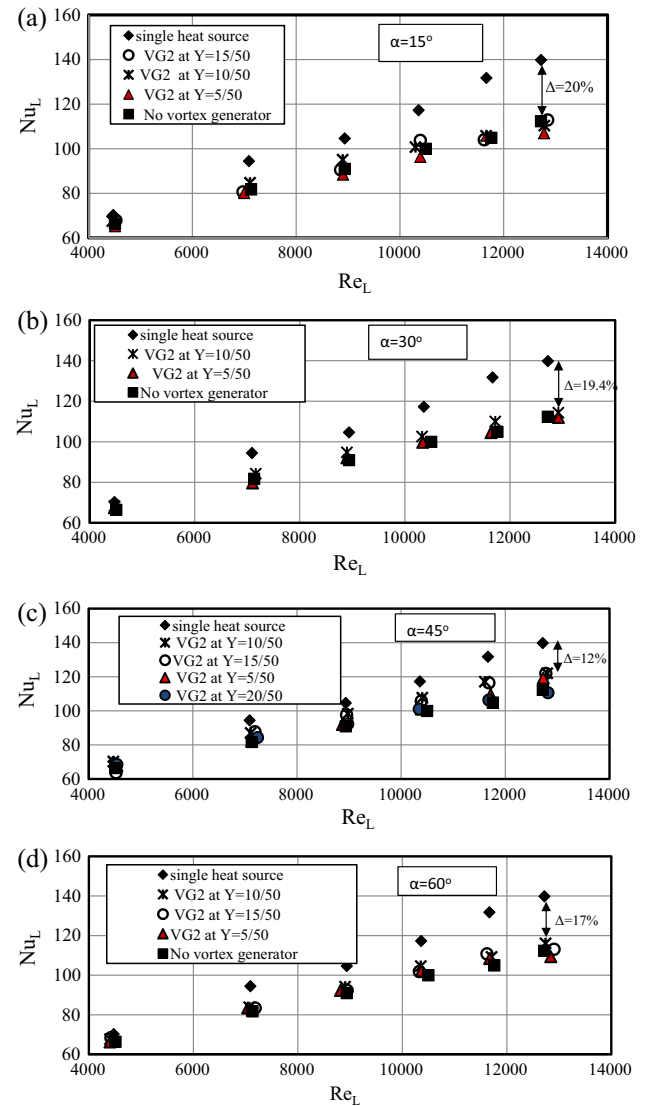 (a)
160
140
120
100
80
60
Nu_L
single heat source
VG2 at Y=15/50
VG2 at Y=10/50
VG2 at Y=5/50
No vortex generator
α=15°
Δ=20%
4000 6000 8000 10000 12000 14000
Re_L
(b)
160
140
120
100
80
60
Nu_L
single heat source
VG2 at Y=10/50
VG2 at Y=5/50
No vortex generator
α=30°
Δ=19.4%
4000 6000 8000 10000 12000 14000
Re_L
(c)
160
140
120
100
80
60
Nu_L
single heat source
VG2 at Y=10/50
VG2 at Y=15/50
VG2 at Y=5/50
VG2 at Y=20/50
α=45°
Δ=12%
No vortex generator
4000 6000 8000 10000 12000 14000
Re_L
(d)
160
140
120
100
80
60
Nu_L
single heat source
VG2 at Y=10/50
VG2 at Y=15/50
VG2 at Y=5/50
No vortex generator
α=60°
Δ=17%
4000 6000 8000 10000 12000 14000
Re_L